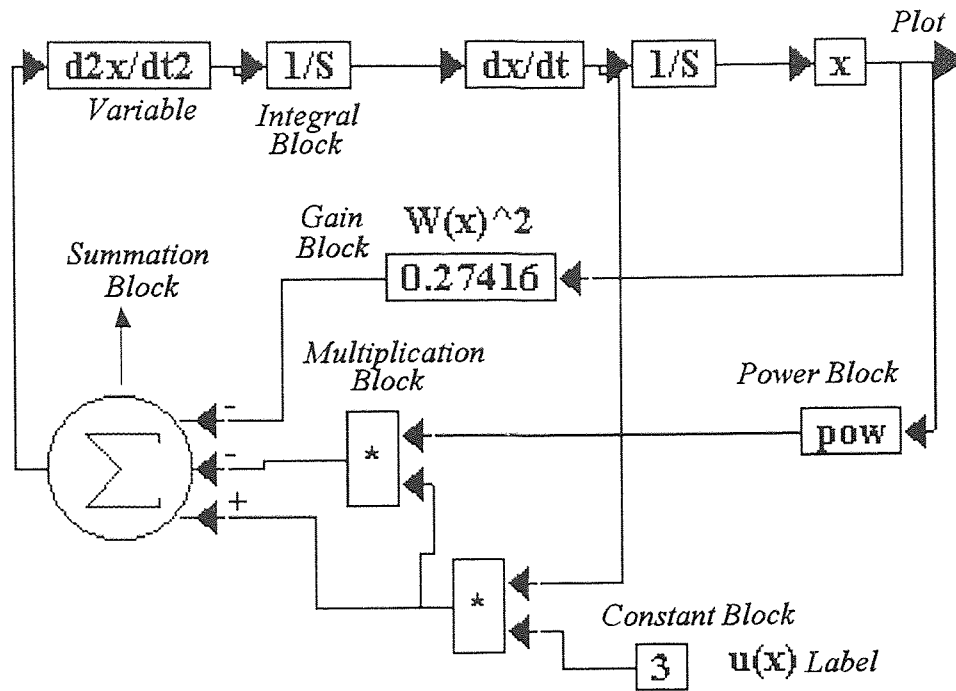 Plot
d2x/dt2
1/S
dx/dt
1/S
x
Variable
Integral
Block
Gain
Block
W(x)^2
0.27416
Summation
Block
Multiplication
Block
Power Block
pow
-
*
-
Σ
+
*
Constant Block
3
u(x) Label